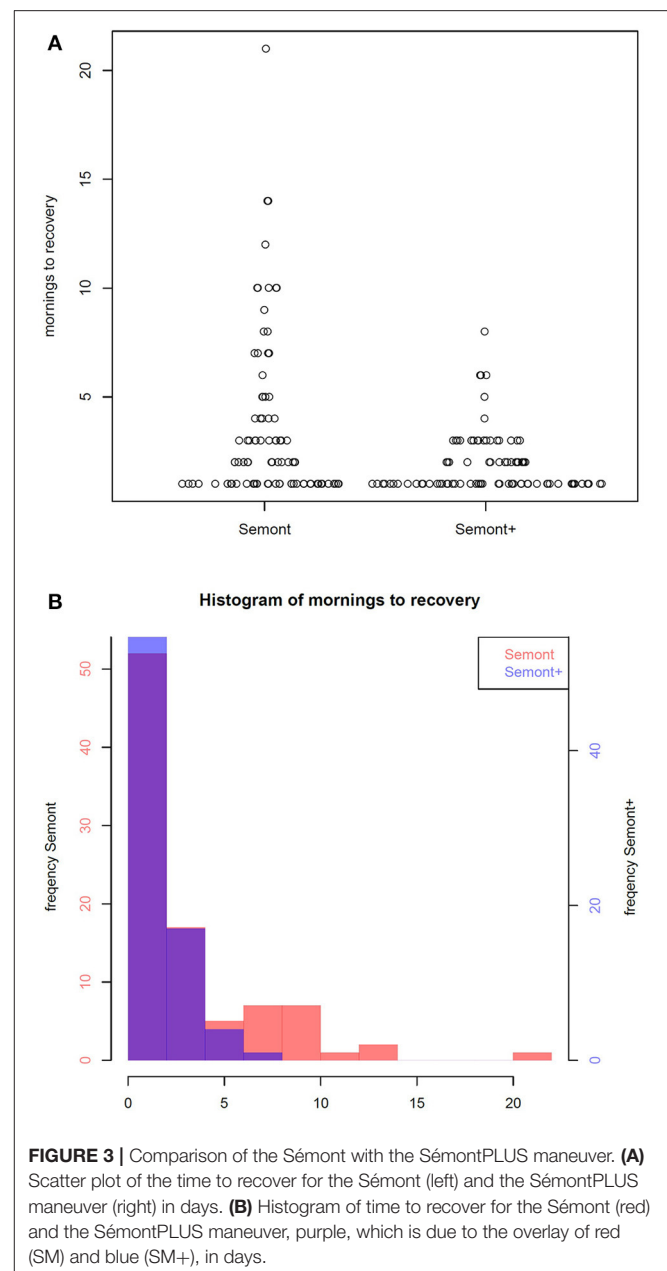 A
20
15
10
5
mornings to recovery
Semont
Semont+
B
Histogram of mornings to recovery
Semont
Semont+
50
40
30
20
10
0
freqency Semont
40
20
0
freqency Semont+
0
5
10
15
20
FIGURE 3 | Comparison of the Sémont with the SémontPLUS maneuver. (A)
Scatter plot of the time to recover for the Sémont (left) and the SémontPLUS
maneuver (right) in days. (B) Histogram of time to recover for the Sémont (red)
and the SémontPLUS maneuver, purple, which is due to the overlay of red
(SM) and blue (SM+), in days.